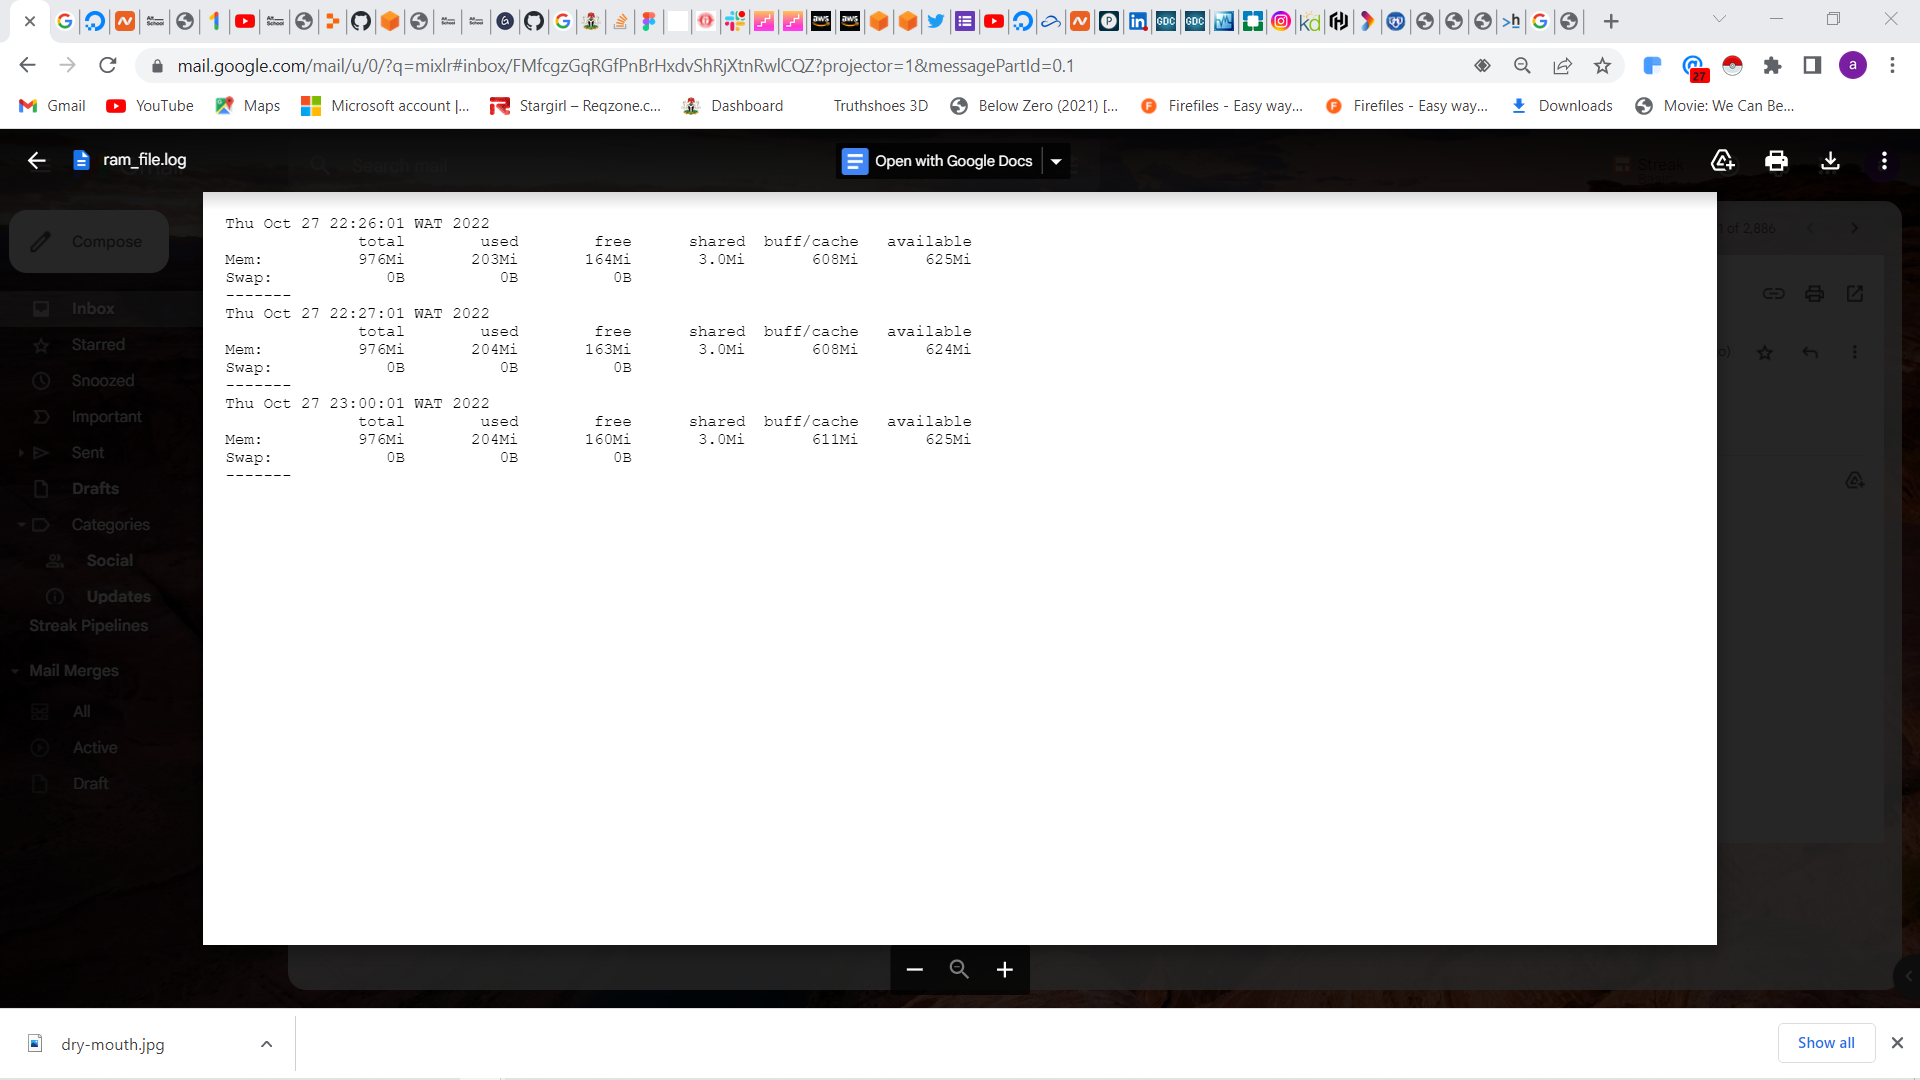 mail.google.com/mail/u/0/?q=mixlr#inbox/FMfcgzGqRGfPnBrHxdvShRjXtnRwlCQZ?projector=1&messagePartId=0.1
27
a
Gmail YouTube Maps Microsoft account |... Stargirl – Reqzone.c... Dashboard Truthshoes 3D Below Zero (2021) [... Firefiles - Easy way... Firefiles - Easy way... Downloads Movie: We Can Be...
ram_file.log Search mail Open with Google Docs Streak
Compose
1 of 2,886
Inbox
Starred
Snoozed
Important
Sent
Drafts
Categories
Social
Updates
Streak Pipelines
Mail Merges
All
Active
Draft
Thu Oct 27 22:26:01 WAT 2022
total used free shared buff/cache available
Mem: 976Mi 203Mi 164Mi 3.0Mi 608Mi 625Mi
Swap: 0B 0B 0B
-------
Thu Oct 27 22:27:01 WAT 2022
total used free shared buff/cache available
Mem: 976Mi 204Mi 163Mi 3.0Mi 608Mi 624Mi
Swap: 0B 0B 0B
-------
Thu Oct 27 23:00:01 WAT 2022
total used free shared buff/cache available
Mem: 976Mi 204Mi 160Mi 3.0Mi 611Mi 625Mi
Swap: 0B 0B 0B
-------
dry-mouth.jpg
Show all